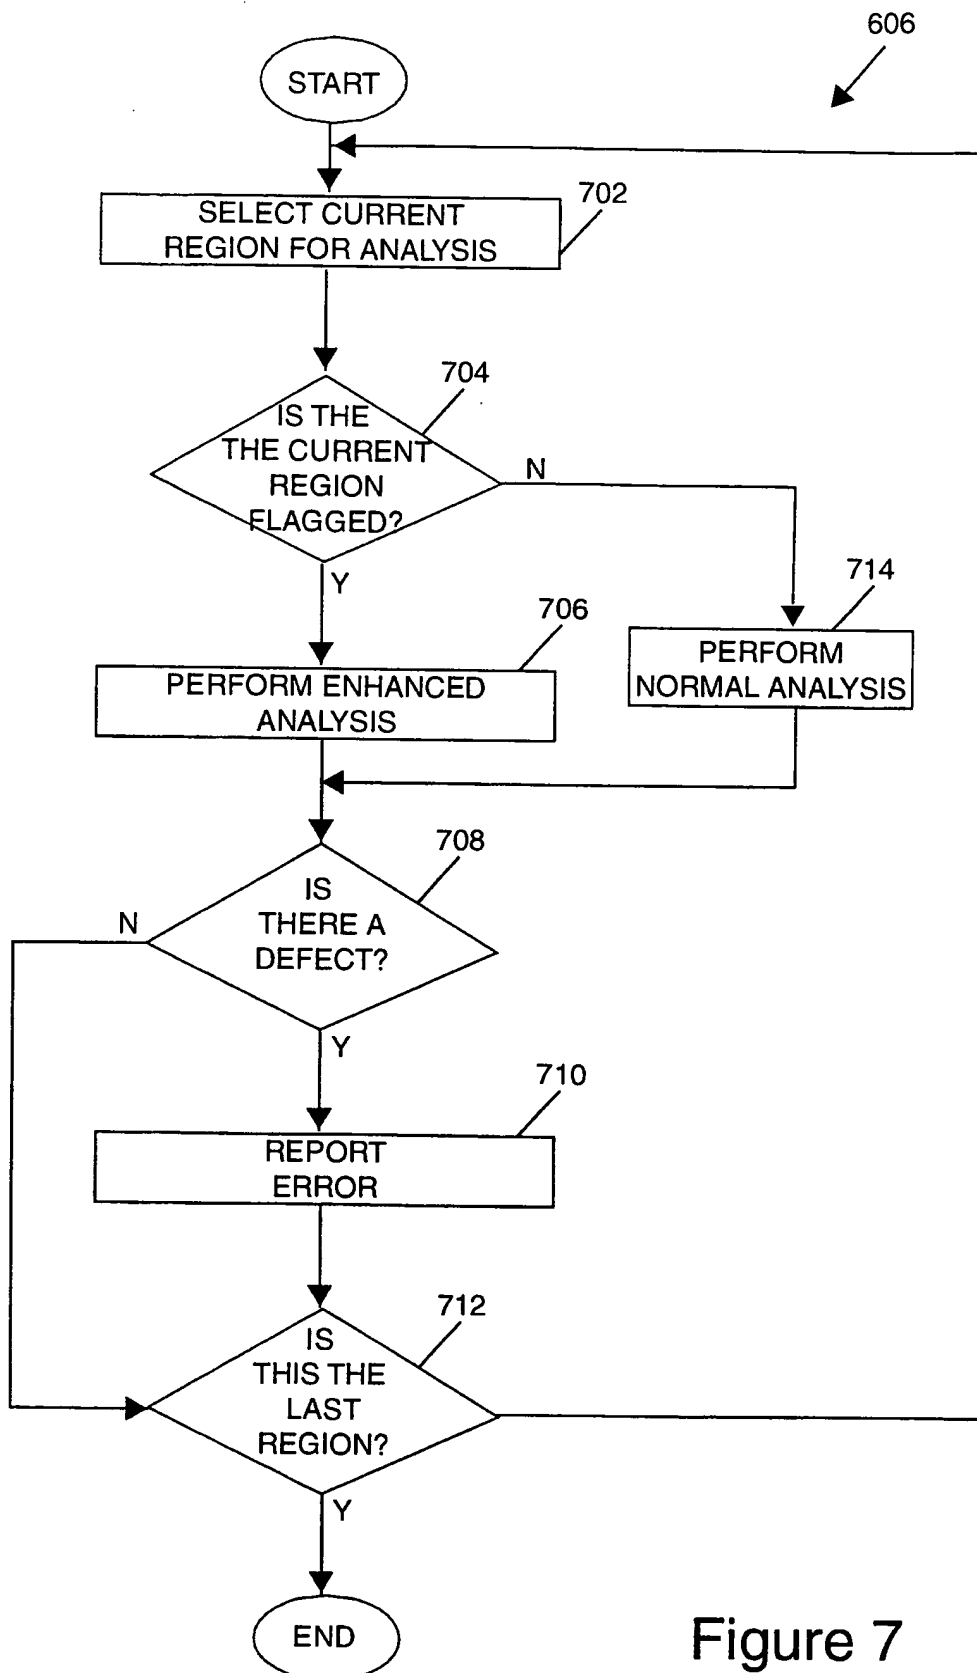 606
START
702
SELECT CURRENT
REGION FOR ANALYSIS
704
IS THE
THE CURRENT
REGION
FLAGGED?
N
Y
714
PERFORM
NORMAL ANALYSIS
706
PERFORM ENHANCED
ANALYSIS
708
IS
THERE A
DEFECT?
N
Y
710
REPORT
ERROR
712
IS
THIS THE
LAST
REGION?
Y
END
Figure 7